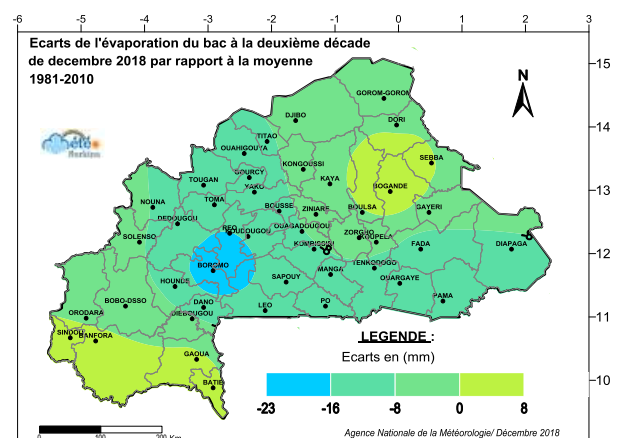 -6 -5 -4 -3 -2 -1 0 1 2 3
Ecarts de l'évaporation du bac à la deuxième décade
de decembre 2018 par rapport à la moyenne
1981-2010
N
15
14
13
12
11
10
GOROM-GOROM
DORI
DJIBO
TITAO
OUAHIGOUYA
SEBBA
KONGOUSSI
GOURCY
KAYA
TOUGAN
YAKO
BOGANDE
NOUNA
TOMA
BOUSSE
ZINIARE
BOULSA
GAYERI
DEDOUGOU
REO
KOUDOUGOU
OUAGADOUGOU
ZORGHO
KOUPELA
SOLENSO
KOMBISSIRI
FADA
DIAPAGA
BOROMO
MANGA
TENKODOGO
HOUNDE
SAPOUY
OUARGAYE
BOBO-DSSO
DANO
LEO
PO
PAMA
ORODARA
DIEBOUGOU
SINDOU
BANFORA
GAOUA
BATIE
LEGENDE :
Ecarts en (mm)
-23 -16 -8 0 8
0 100 200 Km
Agence Nationale de la Météorologie/ Décembre 2018